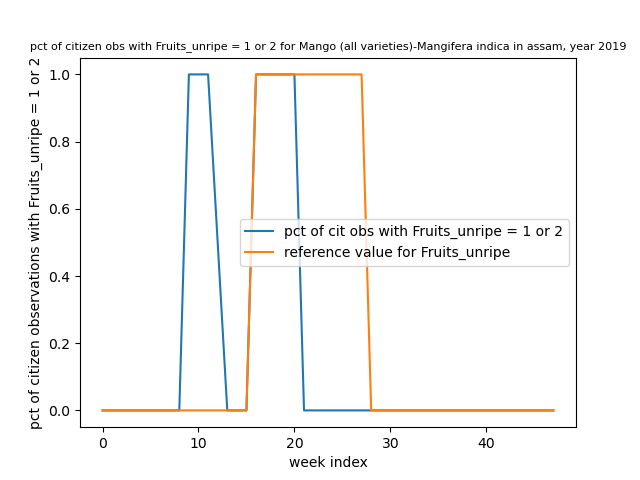 pct of citizen obs with Fruits_unripe = 1 or 2 for Mango (all varieties)-Mangifera indica in assam, year 2019
pct of citizen observations with Fruits_unripe = 1 or 2
1.0
0.8
0.6
0.4
0.2
0.0
pct of cit obs with Fruits_unripe = 1 or 2
reference value for Fruits_unripe
0 10 20 30 40
week index